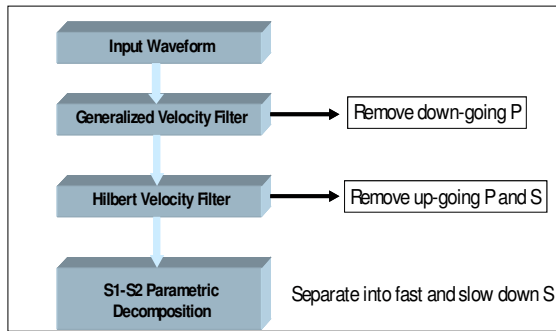 Input Waveform
Generalized Velocity Filter
Remove down-going P
Hilbert Velocity Filter
Remove up-going P and S
S1-S2 Parametric
Decomposition
Separate into fast and slow down S